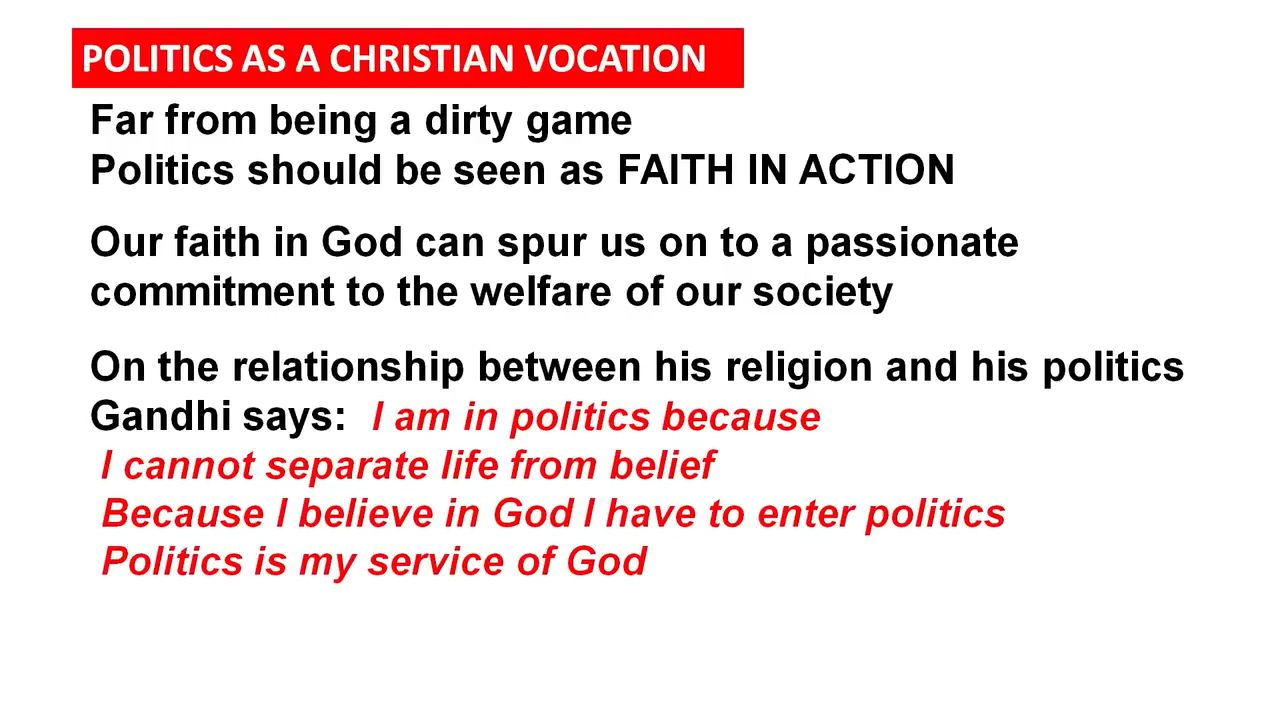 POLITICS AS A CHRISTIAN VOCATION
Far from being a dirty game
Politics should be seen as FAITH IN ACTION
Our faith in God can spur us on to a passionate
commitment to the welfare of our society
On the relationship between his religion and his politics
Gandhi says: I am in politics because
I cannot separate life from belief
Because I believe in God I have to enter politics
Politics is my service of God